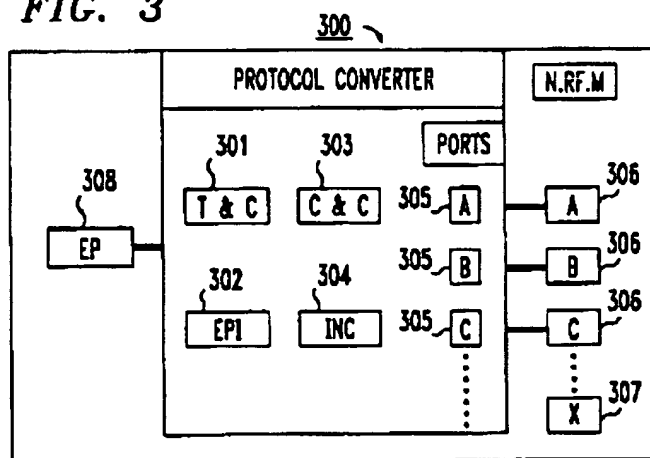 FIG. 3
300
PROTOCOL CONVERTER
N.RF.M
PORTS
301
303
308
306
T & C
C & C
305
A
A
EP
306
302
304
305
B
B
306
EPI
INC
305
C
C
307
X